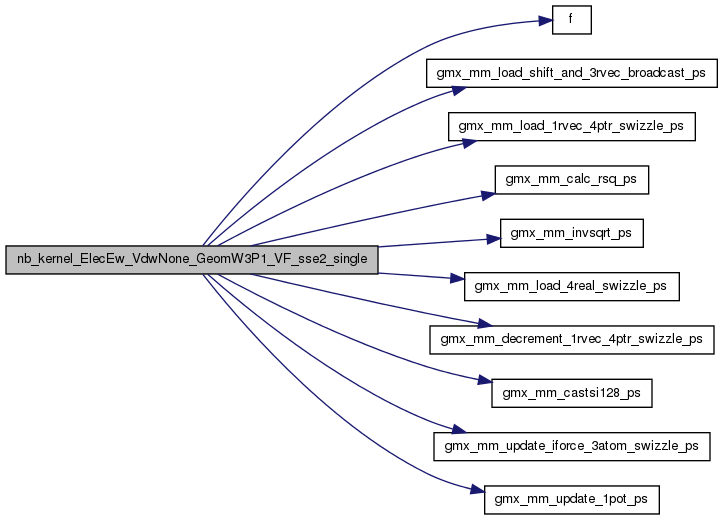 f
gmx_mm_load_shift_and_3rvec_broadcast_ps
gmx_mm_load_1rvec_4ptr_swizzle_ps
gmx_mm_calc_rsq_ps
gmx_mm_invsqrt_ps
nb_kernel_ElecEw_VdwNone_GeomW3P1_VF_sse2_single
gmx_mm_load_4real_swizzle_ps
gmx_mm_decrement_1rvec_4ptr_swizzle_ps
gmx_mm_castsi128_ps
gmx_mm_update_iforce_3atom_swizzle_ps
gmx_mm_update_1pot_ps